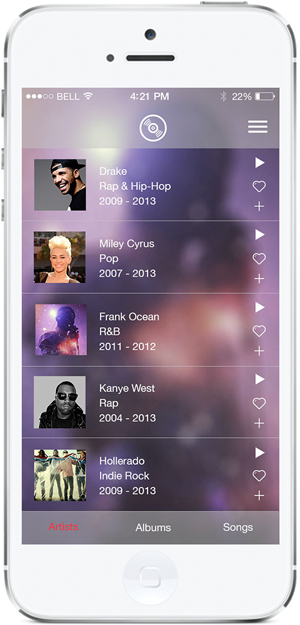 BELL 4:21 PM 22%
Drake
Rap & Hip-Hop
2009 - 2013
Miley Cyrus
Pop
2007 - 2013
Frank Ocean
R&B
2011 - 2012
Kanye West
Rap
2004 - 2013
Hollerado
Indie Rock
2009 - 2013
Artists Albums Songs